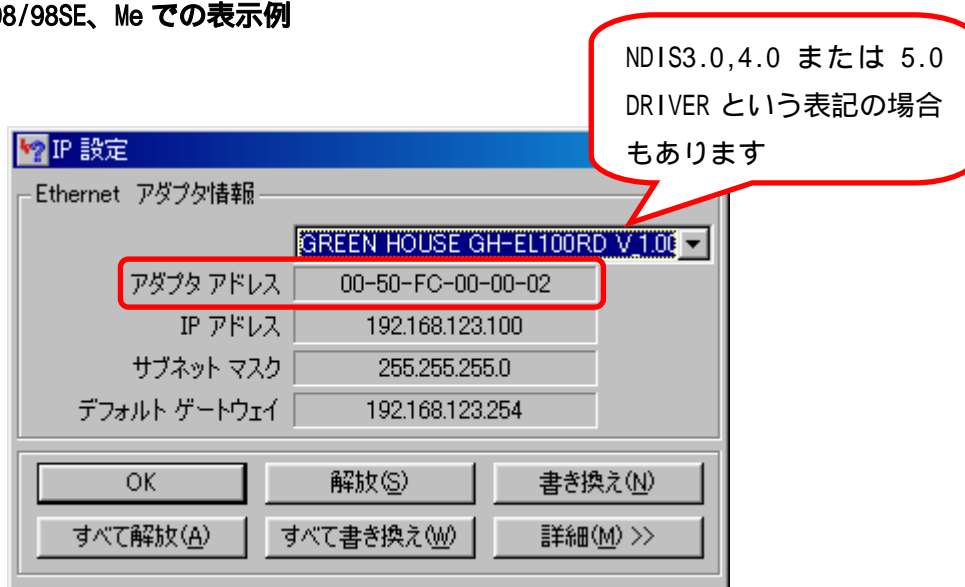 98/98SE、Me での表示例
NDIS3.0,4.0 または 5.0
DRIVER という表記の場合
もあります
IP 設定
Ethernet アダプタ情報
GREEN HOUSE GH-EL100RD V_1.00
アダプタ アドレス 00-50-FC-00-00-02
IP アドレス 192.168.123.100
サブネット マスク 255.255.255.0
デフォルト ゲートウェイ 192.168.123.254
OK 解放(S) 書き換え(N)
すべて解放(A) すべて書き換え(W) 詳細(M) >>